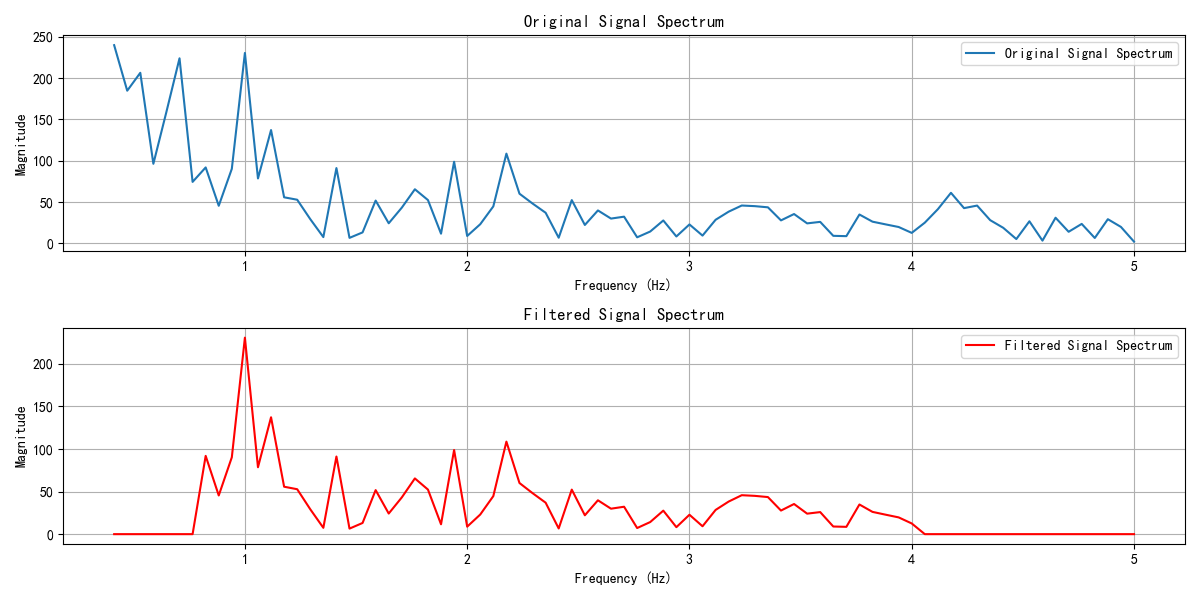 Original Signal Spectrum
250
200
150
100
50
0
Magnitude
Original Signal Spectrum
1
2
3
4
5
Frequency (Hz)
Filtered Signal Spectrum
200
150
100
50
0
Magnitude
Filtered Signal Spectrum
1
2
3
4
5
Frequency (Hz)